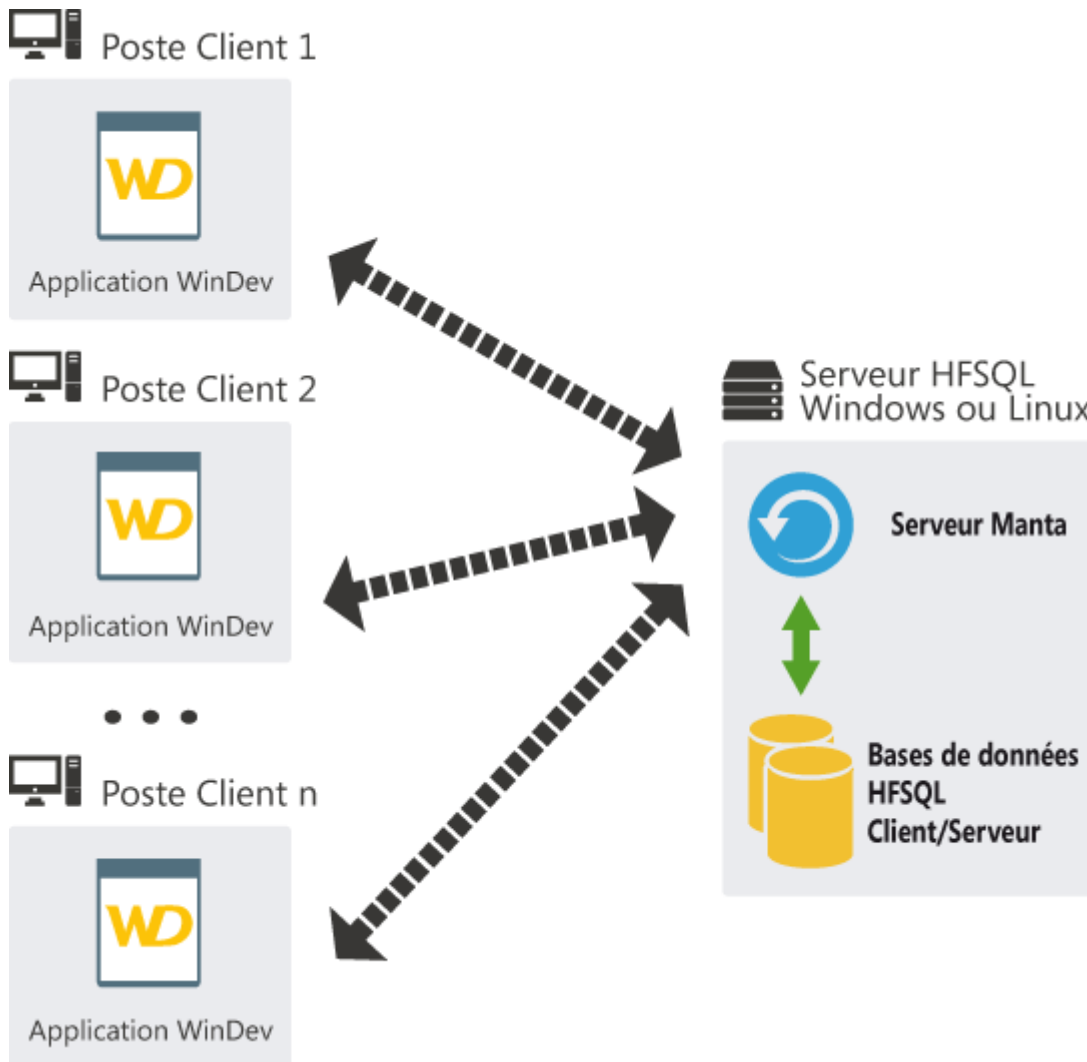 Poste Client 1
WD
Application WinDev
Poste Client 2
WD
Application WinDev
Poste Client n
WD
Application WinDev
Serveur HFSQL
Windows ou Linux
Serveur Manta
Bases de données
HFSQL
Client/Serveur